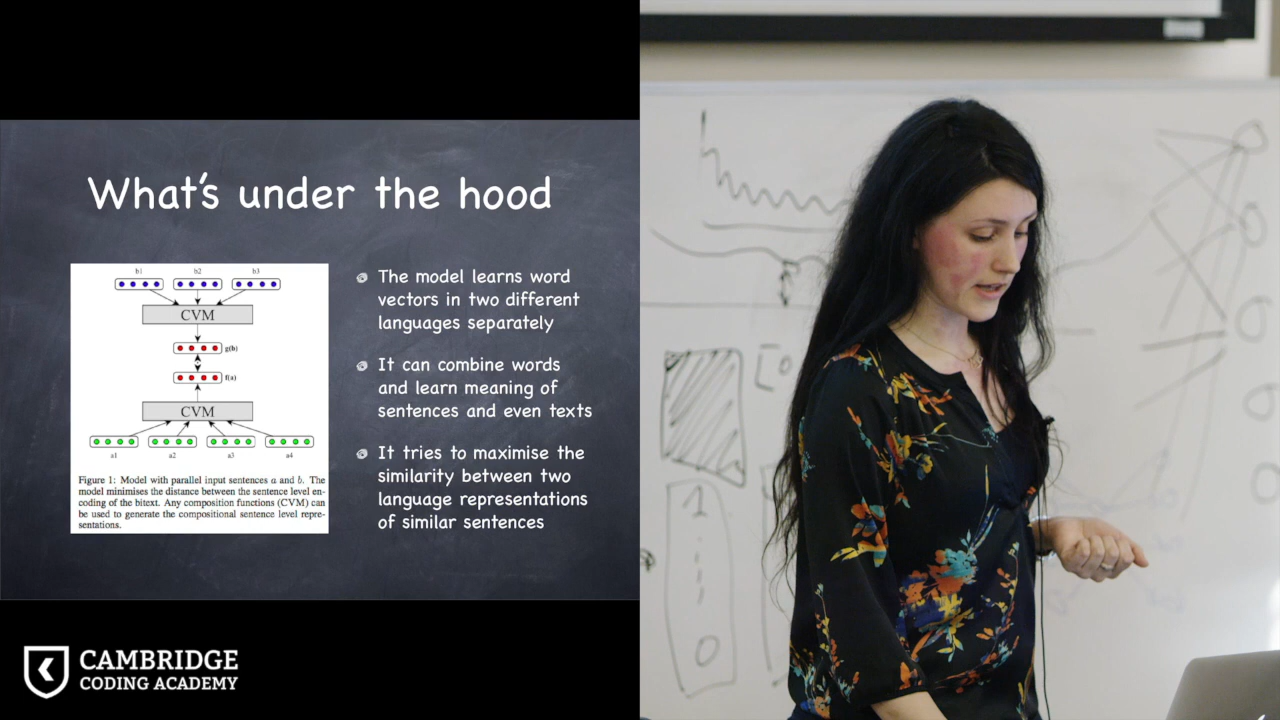 What's under the hood
b1 b2 b3
CVM
g(b)
f(a)
CVM
a1 a2 a3 a4
Figure 1: Model with parallel input sentences a and b. The
model minimises the distance between the sentence level en-
coding of the bitext. Any composition functions (CVM) can
be used to generate the compositional sentence level repre-
sentations.
The model learns word
vectors in two different
languages separately
It can combine words
and learn meaning of
sentences and even texts
It tries to maximise the
similarity between two
language representations
of similar sentences
CAMBRIDGE
CODING ACADEMY